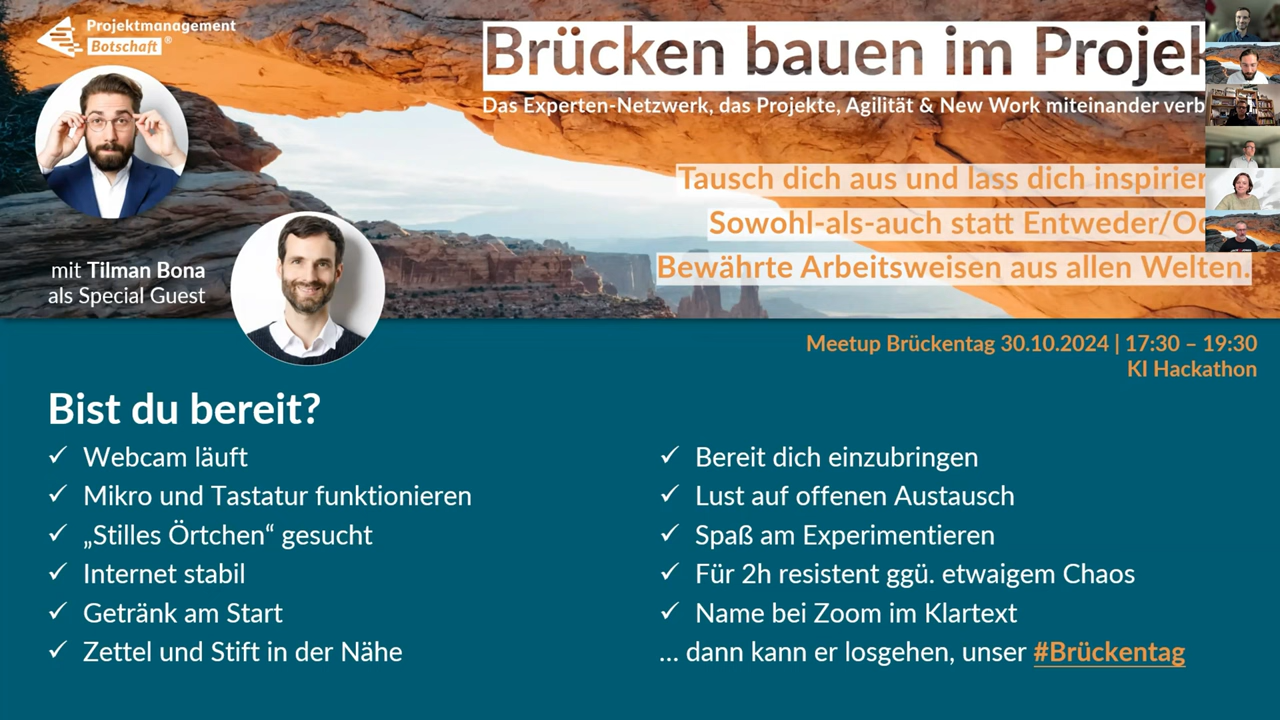 Projektmanagement
Botschaft®
Brücken bauen im Projek
Das Experten-Netzwerk, das Projekte, Agilität & New Work miteinander verb
Tausch dich aus und lass dich inspirier
Sowohl-als-auch statt Entweder/Od
Bewährte Arbeitsweisen aus allen Welten.
mit Tilman Bona
als Special Guest
Meetup Brückentag 30.10.2024 | 17:30 – 19:30
KI Hackathon
Bist du bereit?
✓ Webcam läuft
✓ Mikro und Tastatur funktionieren
✓ „Stilles Örtchen“ gesucht
✓ Internet stabil
✓ Getränk am Start
✓ Zettel und Stift in der Nähe
✓ Bereit dich einzubringen
✓ Lust auf offenen Austausch
✓ Spaß am Experimentieren
✓ Für 2h resistent ggü. etwaigem Chaos
✓ Name bei Zoom im Klartext
... dann kann er losgehen, unser #Brückentag